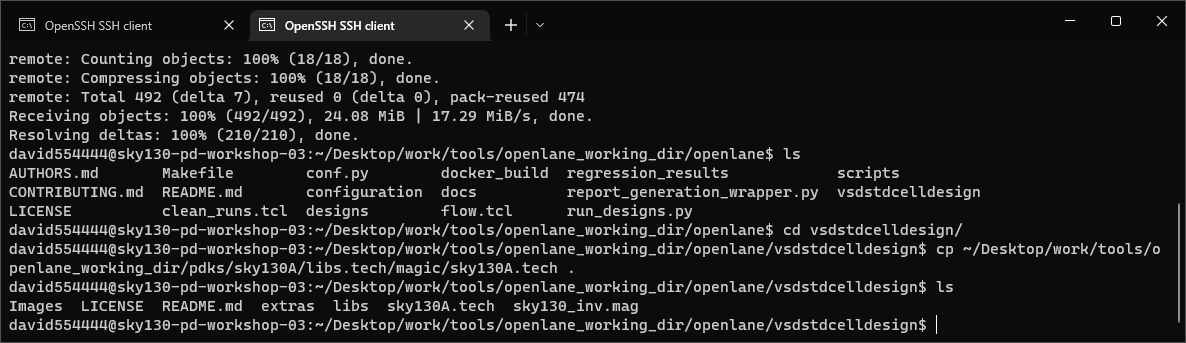 OpenSSH SSH client
OpenSSH SSH client
remote: Counting objects: 100% (18/18), done.
remote: Compressing objects: 100% (18/18), done.
remote: Total 492 (delta 7), reused 0 (delta 0), pack-reused 474
Receiving objects: 100% (492/492), 24.08 MiB | 17.29 MiB/s, done.
Resolving deltas: 100% (210/210), done.
david554444@sky130-pd-workshop-03:~/Desktop/work/tools/openlane_working_dir/openlane$ ls
AUTHORS.md       Makefile        conf.py        docker_build  regression_results            scripts
CONTRIBUTING.md  README.md       configuration  docs          report_generation_wrapper.py  vsdstdcelldesign
LICENSE          clean_runs.tcl  designs        flow.tcl      run_designs.py
david554444@sky130-pd-workshop-03:~/Desktop/work/tools/openlane_working_dir/openlane$ cd vsdstdcelldesign/
david554444@sky130-pd-workshop-03:~/Desktop/work/tools/openlane_working_dir/openlane/vsdstdcelldesign$ cp ~/Desktop/work/tools/o
penlane_working_dir/pdks/sky130A/libs.tech/magic/sky130A.tech .
david554444@sky130-pd-workshop-03:~/Desktop/work/tools/openlane_working_dir/openlane/vsdstdcelldesign$ ls
Images  LICENSE  README.md  extras  libs  sky130A.tech  sky130_inv.mag
david554444@sky130-pd-workshop-03:~/Desktop/work/tools/openlane_working_dir/openlane/vsdstdcelldesign$